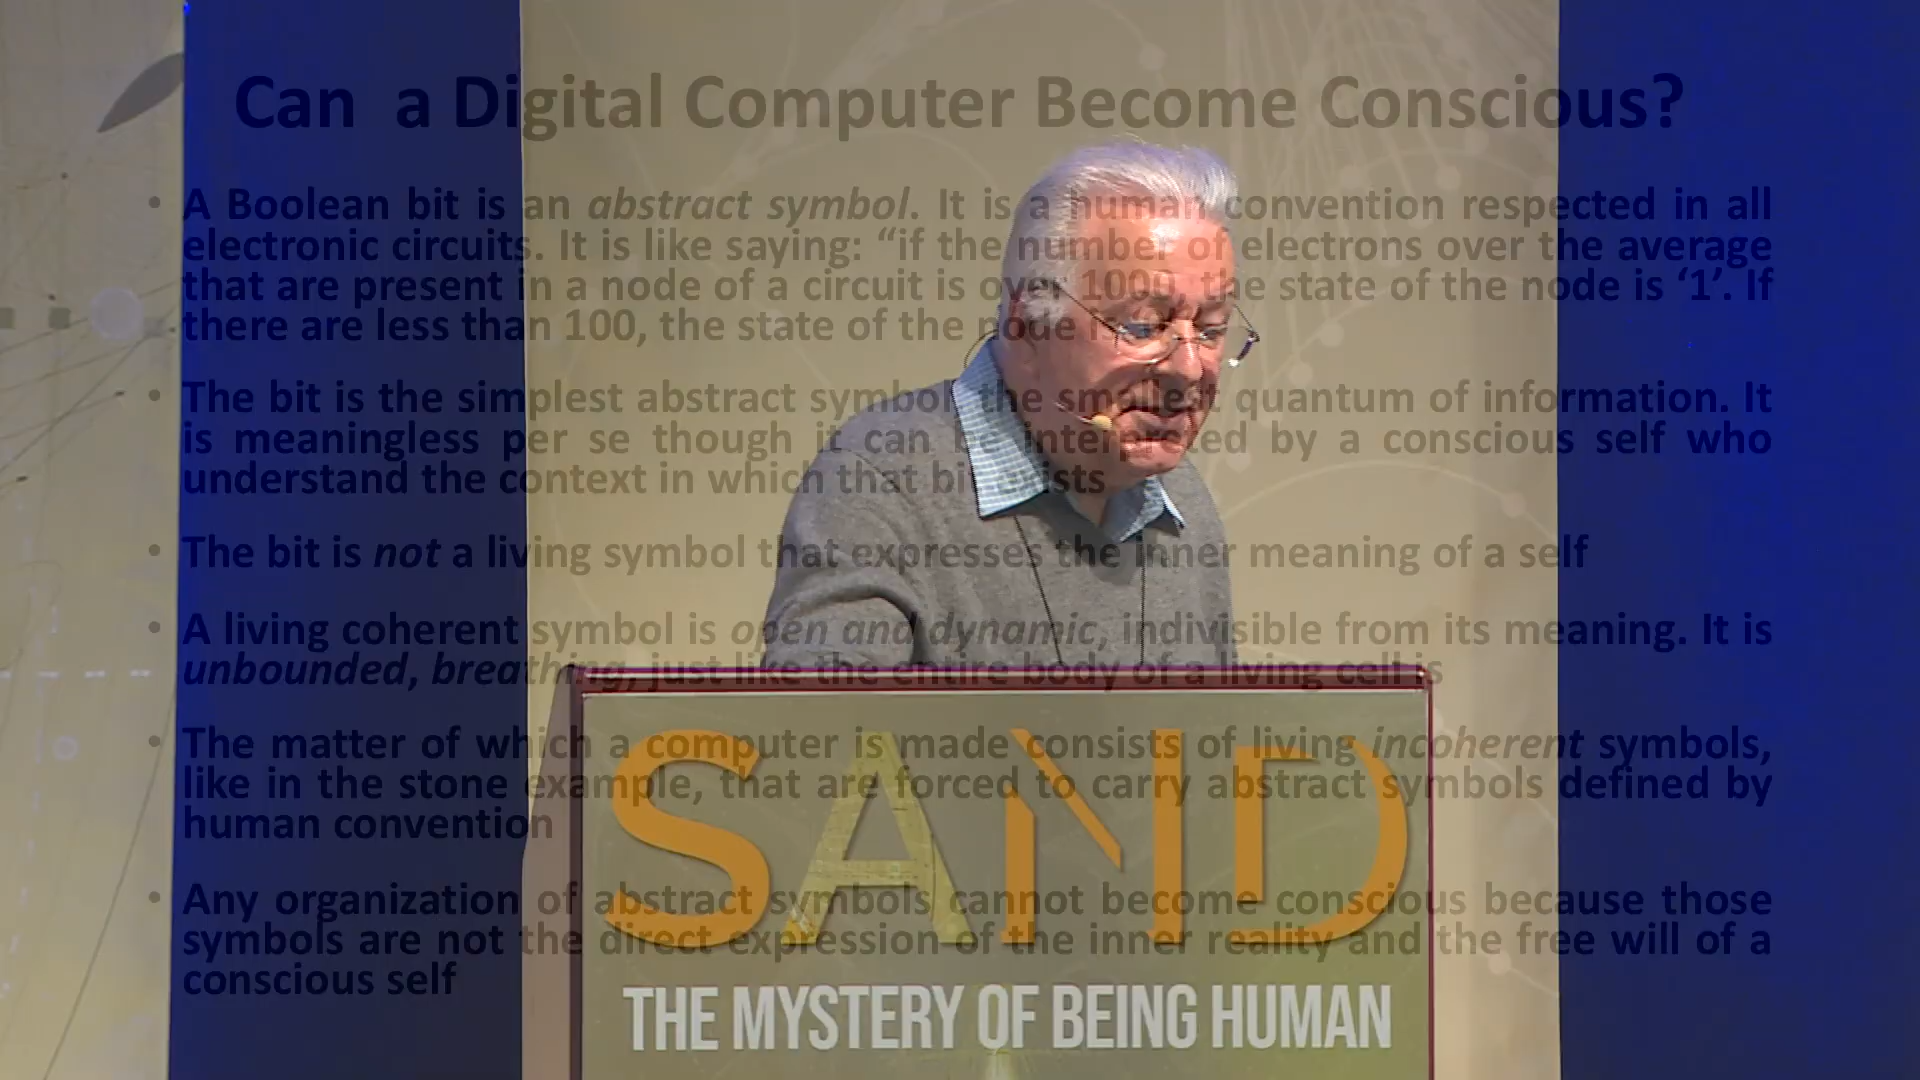 Can a Digital Computer Become Conscious?
• A Boolean bit is an abstract symbol. It is a human convention respected in all
electronic circuits. It is like saying: “if the number of electrons over the average
that are present in a node of a circuit is over 100, the state of the node is ‘1’. If
there are less than 100, the state of the node
• The bit is the simplest abstract symbol, the smallest quantum of information. It
is meaningless per se though it can be interpreted by a conscious self who
understand the context in which that bit exists
• The bit is not a living symbol that expresses the inner meaning of a self
• A living coherent symbol is open and dynamic, indivisible from its meaning. It is
unbounded, breathing, just like the entire body of a living cell is
• The matter of which a computer is made consists of living incoherent symbols,
like in the stone example, that are forced to carry abstract symbols defined by
human convention
• Any organization of abstract symbols cannot become conscious because those
symbols are not the direct expression of the inner reality and the free will of a
conscious self
SAND
THE MYSTERY OF BEING HUMAN